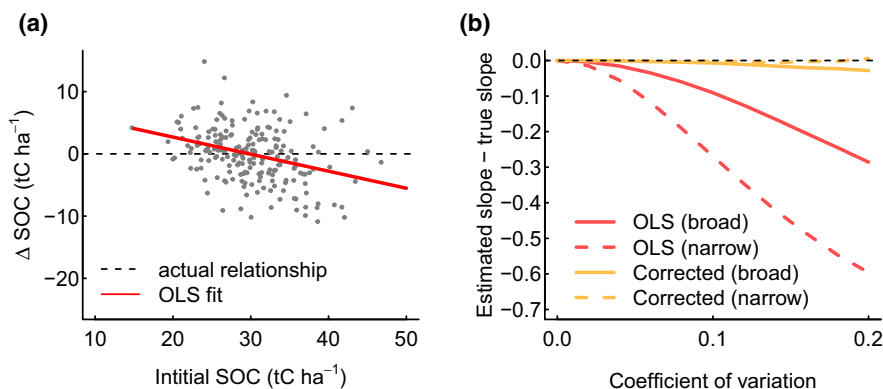 (a)
Δ SOC (tC ha⁻¹)
10
0
−10
−20
actual relationship
OLS fit
10 20 30 40 50
Intitial SOC (tC ha⁻¹)
(b)
Estimated slope − true slope
0.0
−0.1
−0.2
−0.3
−0.4
−0.5
−0.6
−0.7
OLS (broad)
OLS (narrow)
Corrected (broad)
Corrected (narrow)
0.0 0.1 0.2
Coefficient of variation